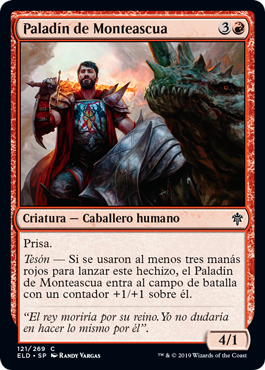 Paladín de Monteascua 3
Criatura — Caballero humano
Prisa.
Tesón — Si se usaron al menos tres manás
rojos para lanzar este hechizo, el Paladín
de Monteascua entra al campo de batalla
con un contador +1/+1 sobre él.
“El rey moriría por su reino. Yo no dudaría
en hacer lo mismo por él”.
4/1
121/269 C
ELD • SP RANDY VARGAS
™ & © 2019 Wizards of the Coast